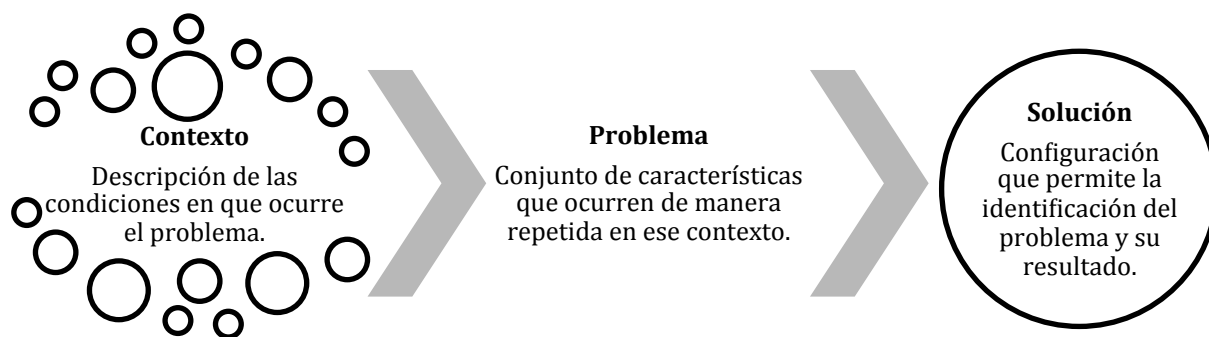 Contexto
Descripción de las
condiciones en que ocurre
el problema.
Problema
Conjunto de características
que ocurren de manera
repetida en ese contexto.
Solución
Configuración
que permite la
identificación del
problema y su
resultado.